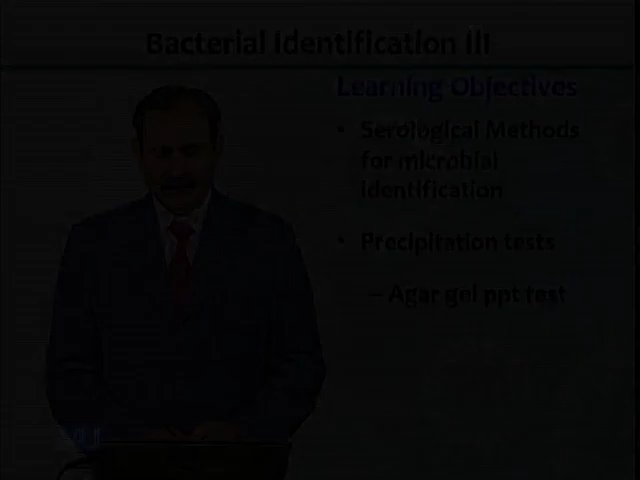 Bacterial Identification III
Learning Objectives
• Serological Methods
for microbial
identification
• Precipitation tests
– Agar gel ppt test